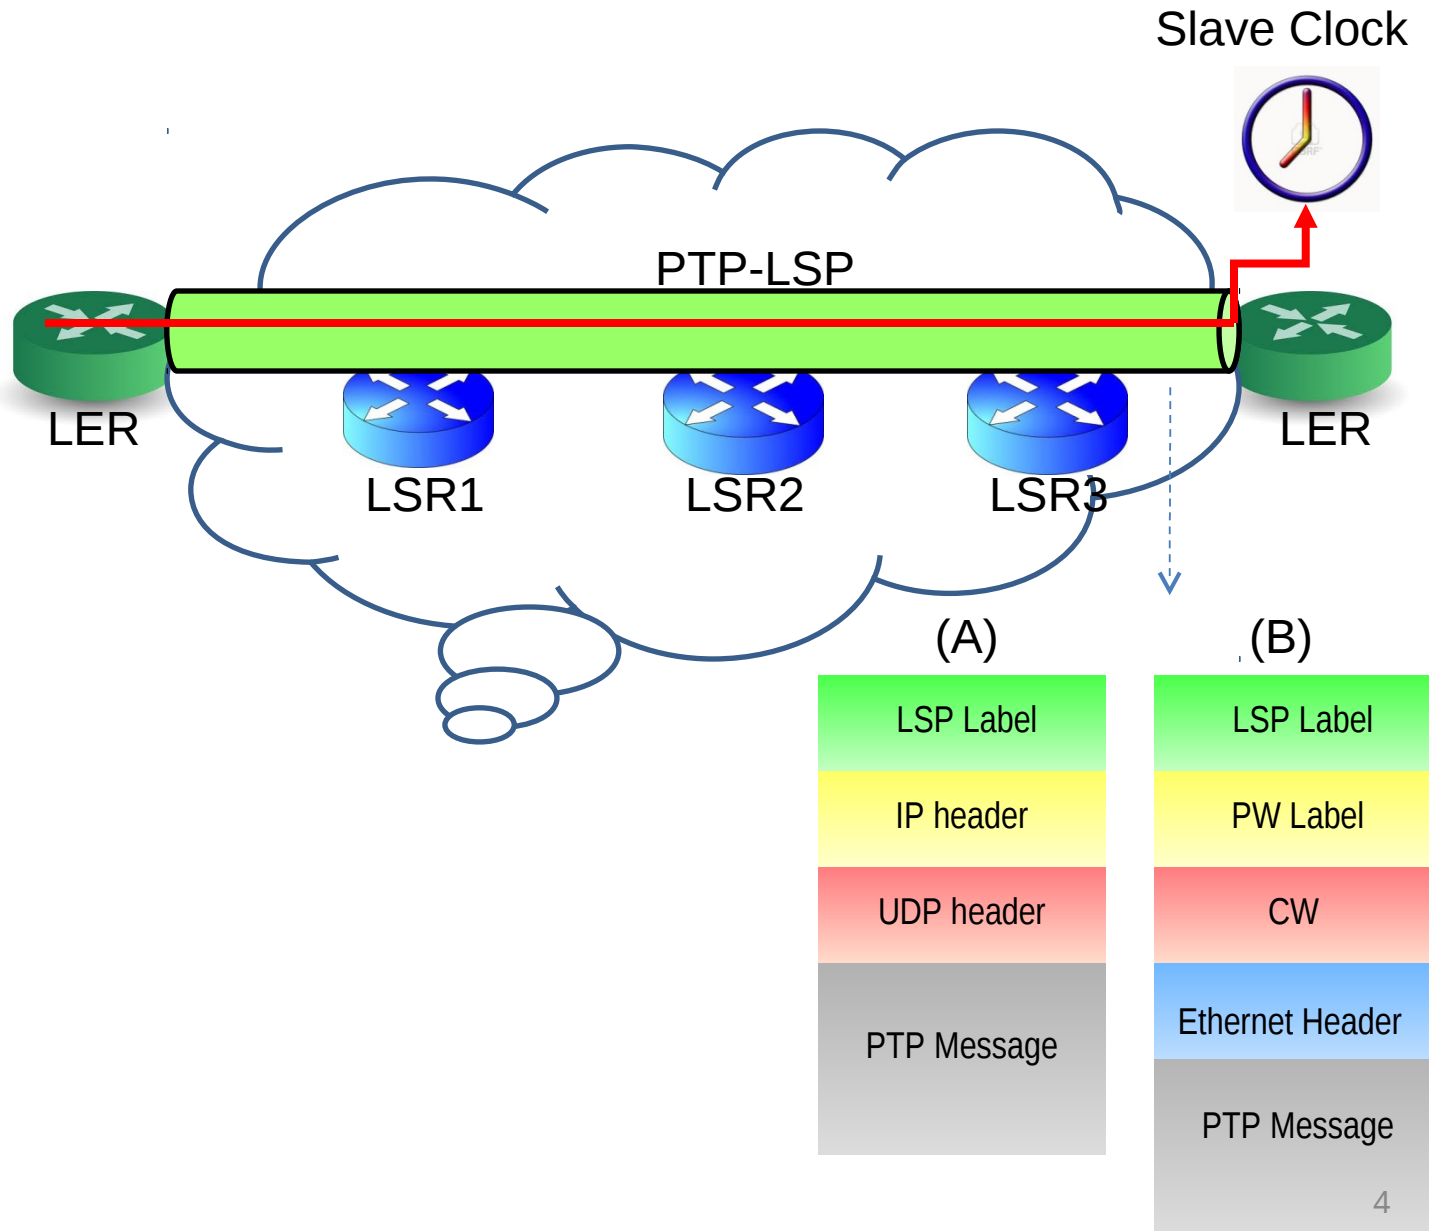 Slave Clock
PTP-LSP
LER
LER
LSR1
LSR2
LSR3
(A)
(B)
LSP Label
IP header
UDP header
PTP Message
LSP Label
PW Label
CW
Ethernet Header
PTP Message
4